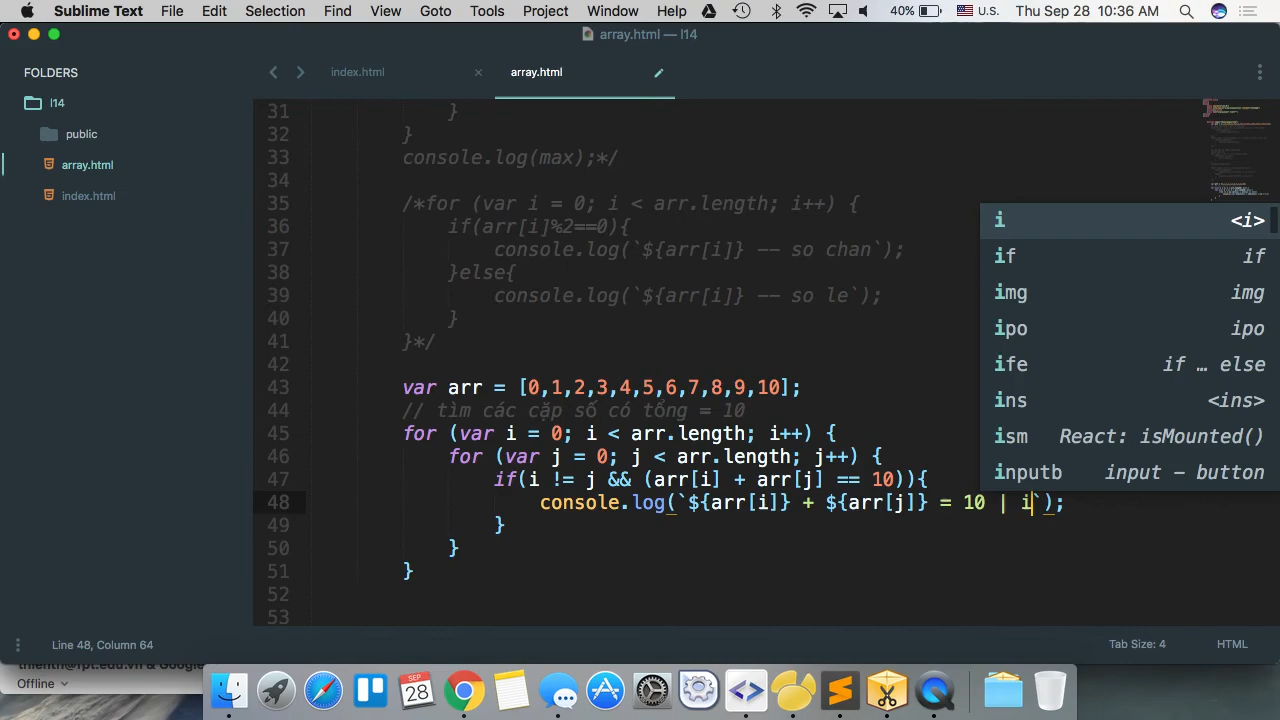 Sublime Text File Edit Selection Find View Goto Tools Project Window Help 40% U.S. Thu Sep 28 10:36 AM
array.html — l14
FOLDERS
l14
public
array.html
index.html
index.html ×
array.html
31 }
32 }
33 console.log(max);*/
34
35 /*for (var i = 0; i < arr.length; i++) {
36 if(arr[i]%2==0){
37 console.log(`${arr[i]} -- so chan`);
38 }else{
39 console.log(`${arr[i]} -- so le`);
40 }
41 }*/
42
43 var arr = [0,1,2,3,4,5,6,7,8,9,10];
44 // tìm các cặp số có tổng = 10
45 for (var i = 0; i < arr.length; i++) {
46 for (var j = 0; j < arr.length; j++) {
47 if(i != j && (arr[i] + arr[j] == 10)){
48 console.log(`${arr[i]} + ${arr[j]} = 10 | i`);
49 }
50 }
51 }
52
53
i <i>
if if
img img
ipo ipo
ife if … else
ins <ins>
ism React: isMounted()
inputb input – button
Line 48, Column 64
Tab Size: 4
HTML
& Google
Offline
SEP
28